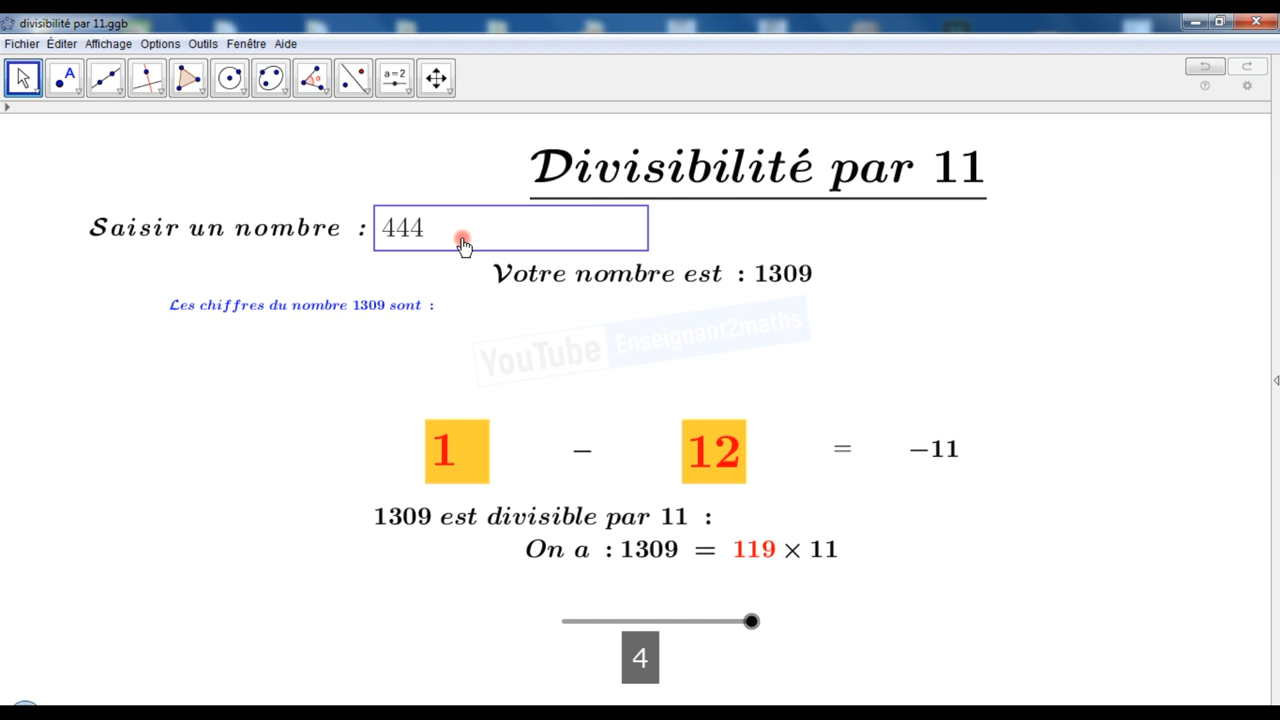 divisibilité par 11.ggb
Fichier Éditer Affichage Options Outils Fenêtre Aide
A
α
a=2
Divisibilité par 11
Saisir un nombre : 444
Votre nombre est : 1309
Les chiffres du nombre 1309 sont :
YouTube Enseignant2maths
1 − 12 = −11
1309 est divisible par 11 :
On a : 1309 = 119 × 11
4